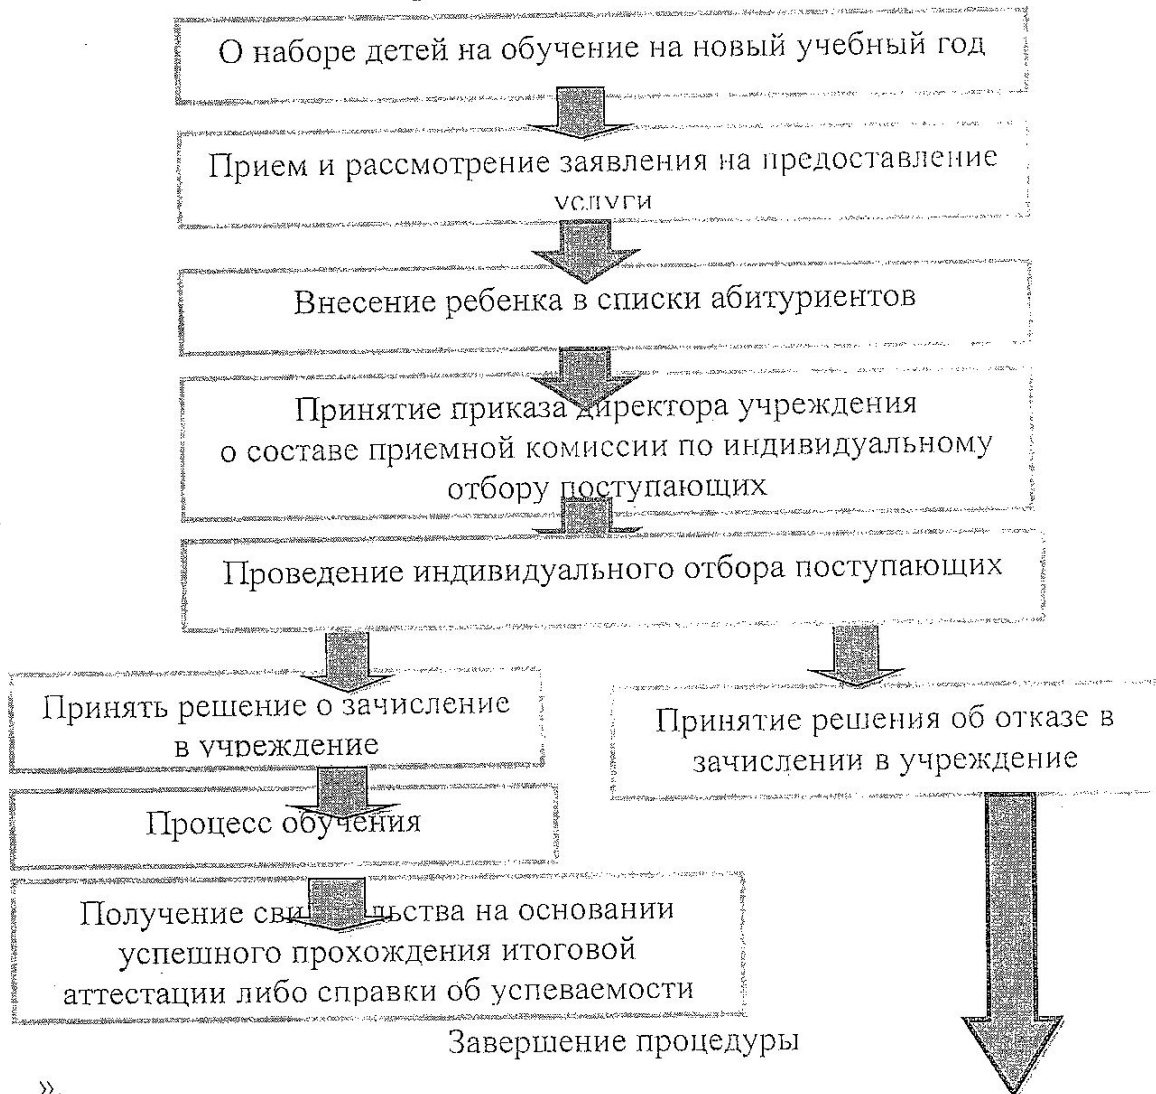 О наборе детей на обучение на новый учебный год
Прием и рассмотрение заявления на предоставление
услуги
Внесение ребенка в списки абитуриентов
Принятие приказа директора учреждения
о составе приемной комиссии по индивидуальному
отбору поступающих
Проведение индивидуального отбора поступающих
Принять решение о зачисление
в учреждение
Принятие решения об отказе в
зачислении в учреждение
Процесс обучения
Получение свидетельства на основании
успешного прохождения итоговой
аттестации либо справки об успеваемости
Завершение процедуры
».